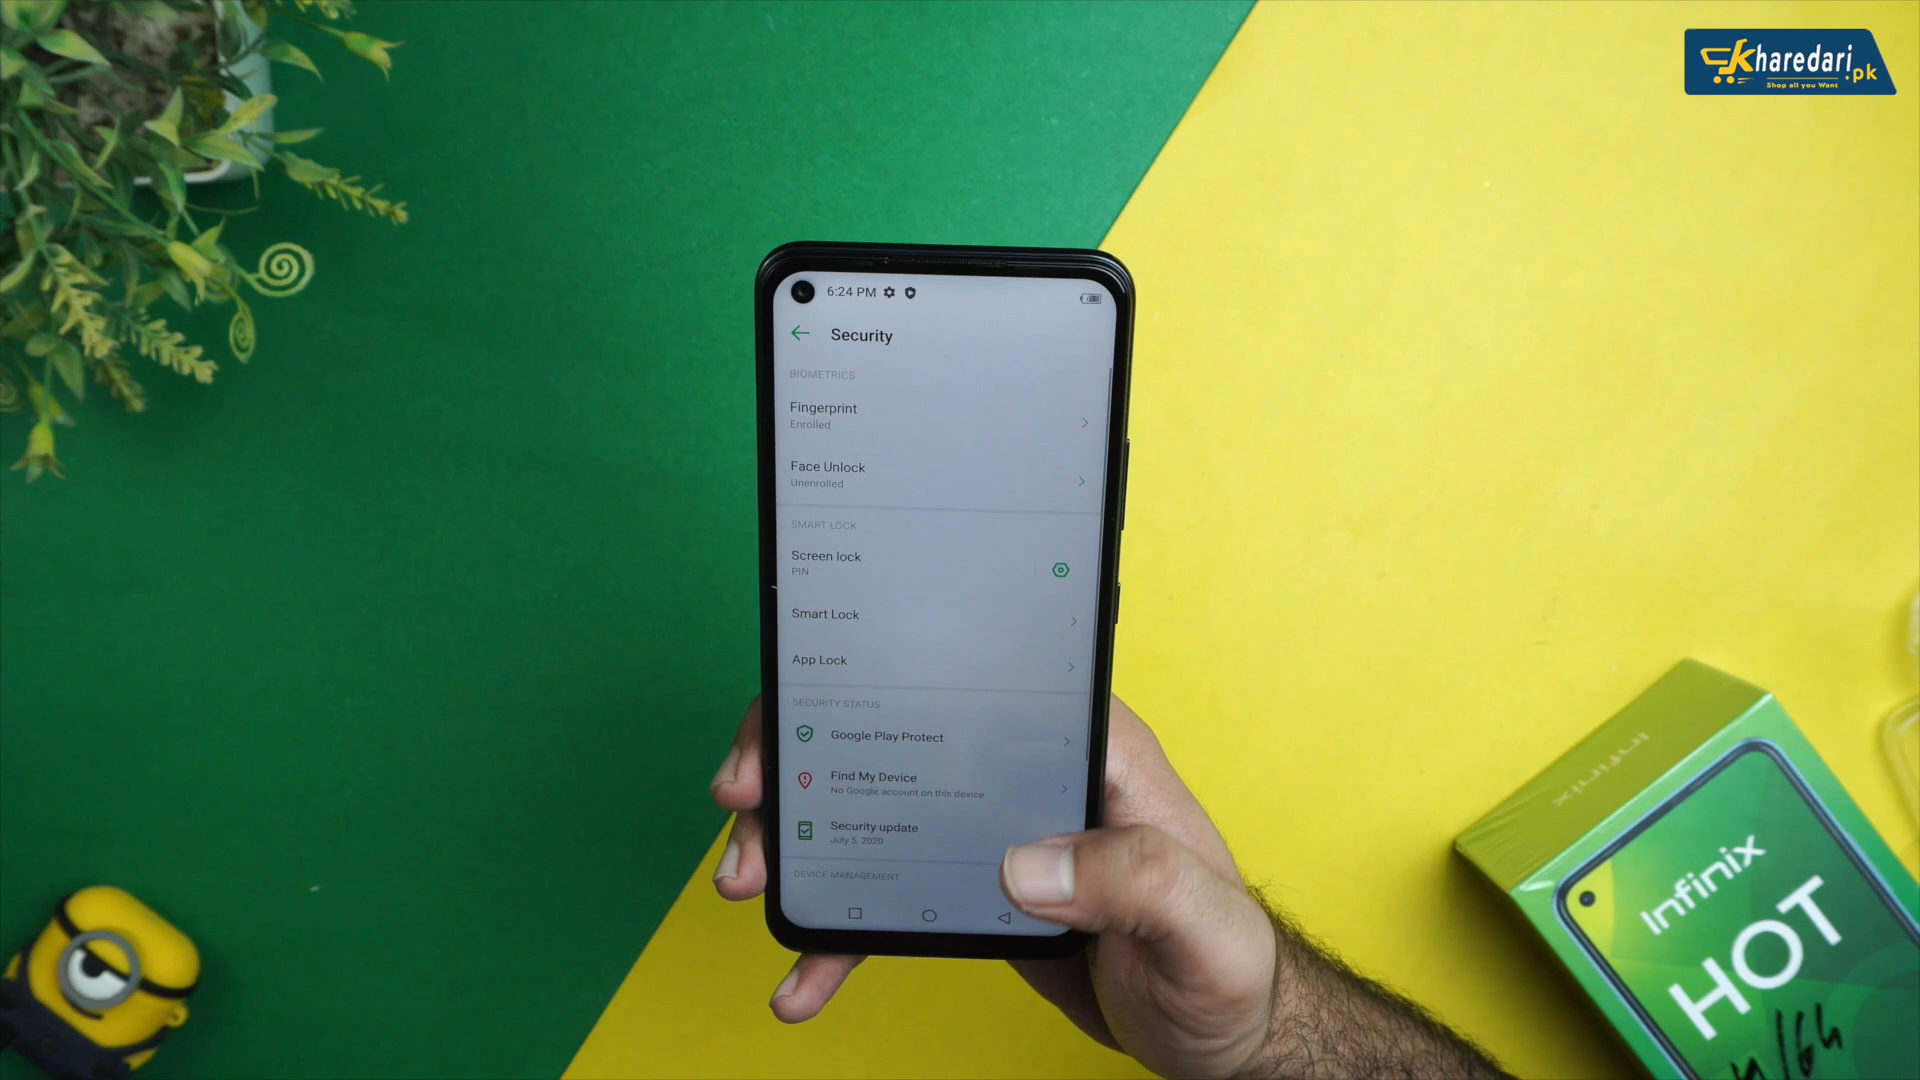 kharedari.pk
Shop all you Want
6:24 PM
Security
BIOMETRICS
Fingerprint
Enrolled
Face Unlock
Unenrolled
SMART LOCK
Screen lock
PIN
Smart Lock
App Lock
SECURITY STATUS
Google Play Protect
Find My Device
No Google account on this device
Security update
July 5, 2020
DEVICE MANAGEMENT
Infinix
Infinix
HOT